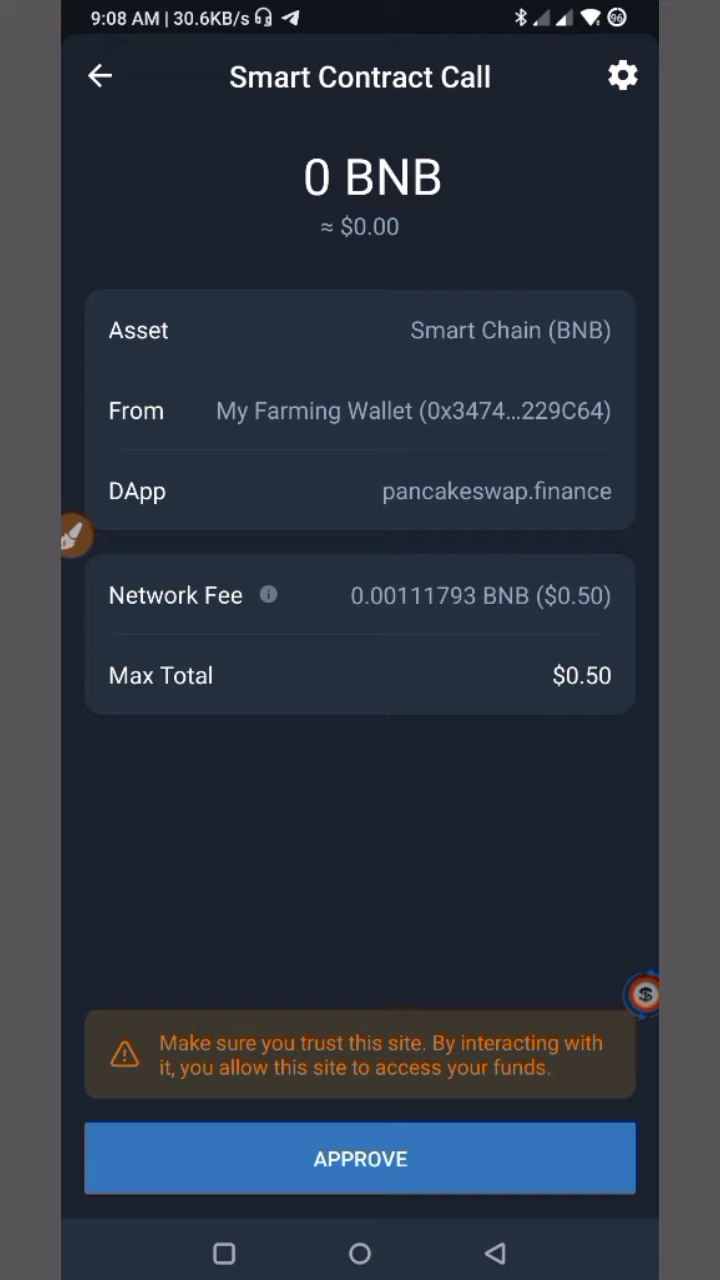 9:08 AM | 30.6KB/s
96
Smart Contract Call
0 BNB
≈ $0.00
Asset Smart Chain (BNB)
From My Farming Wallet (0x3474...229C64)
DApp pancakeswap.finance
Network Fee 0.00111793 BNB ($0.50)
Max Total $0.50
$
Make sure you trust this site. By interacting with
it, you allow this site to access your funds.
APPROVE